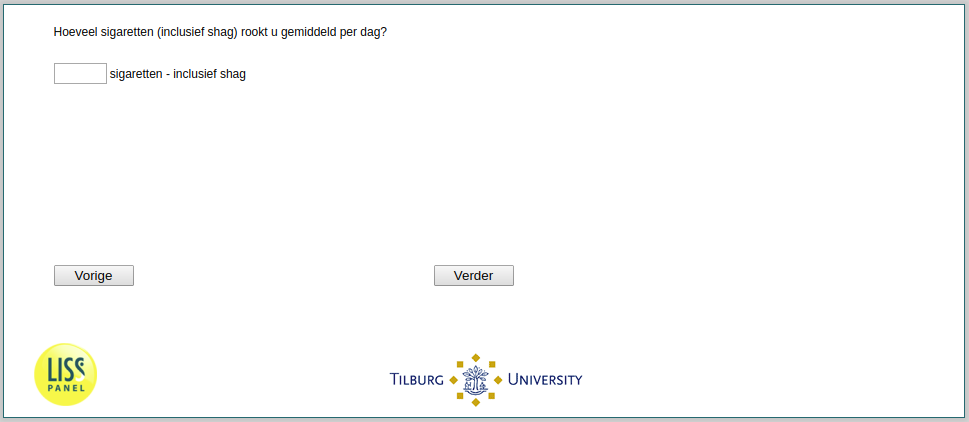 Hoeveel sigaretten (inclusief shag) rookt u gemiddeld per dag?
sigaretten - inclusief shag
Vorige
Verder
LISS
PANEL
TILBURG UNIVERSITY